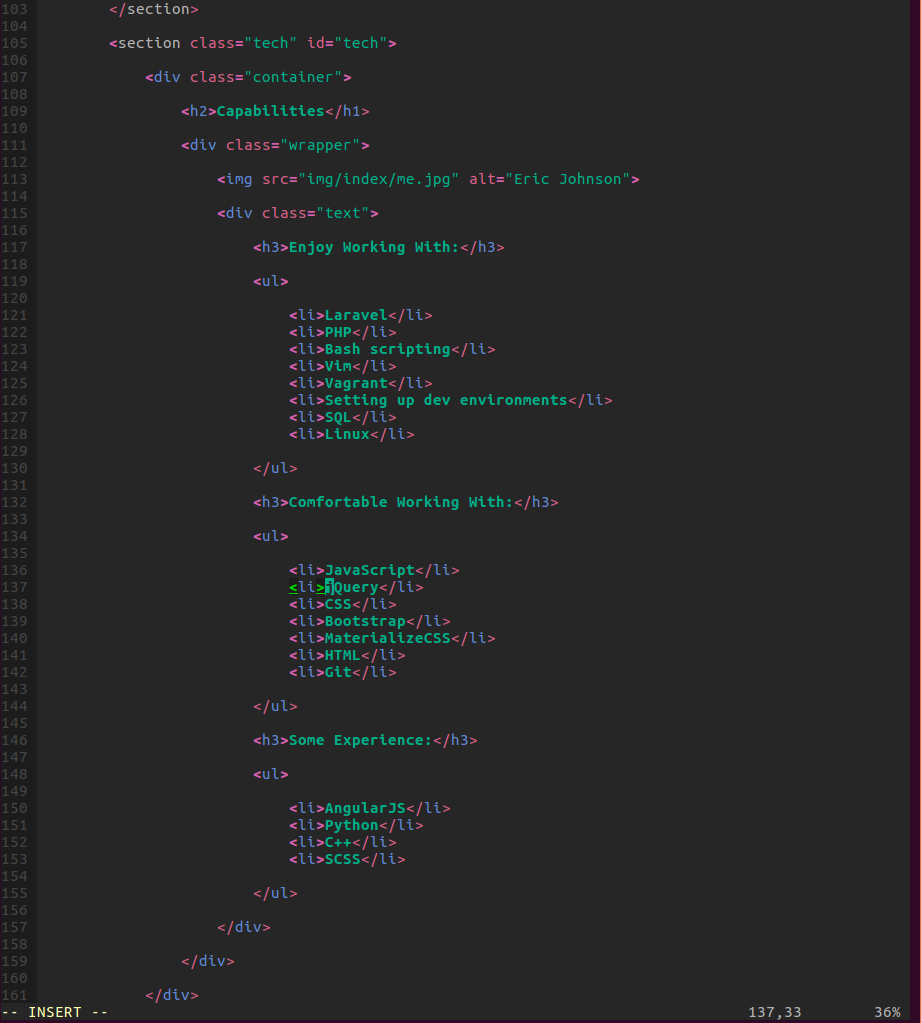 103         </section>
104
105         <section class="tech" id="tech">
106
107             <div class="container">
108
109                 <h2>Capabilities</h1>
110
111                 <div class="wrapper">
112
113                     <img src="img/index/me.jpg" alt="Eric Johnson">
114
115                     <div class="text">
116
117                         <h3>Enjoy Working With:</h3>
118
119                         <ul>
120
121                             <li>Laravel</li>
122                             <li>PHP</li>
123                             <li>Bash scripting</li>
124                             <li>Vim</li>
125                             <li>Vagrant</li>
126                             <li>Setting up dev environments</li>
127                             <li>SQL</li>
128                             <li>Linux</li>
129
130                         </ul>
131
132                         <h3>Comfortable Working With:</h3>
133
134                         <ul>
135
136                             <li>JavaScript</li>
137                             <li>jQuery</li>
138                             <li>CSS</li>
139                             <li>Bootstrap</li>
140                             <li>MaterializeCSS</li>
141                             <li>HTML</li>
142                             <li>Git</li>
143
144                         </ul>
145
146                         <h3>Some Experience:</h3>
147
148                         <ul>
149
150                             <li>AngularJS</li>
151                             <li>Python</li>
152                             <li>C++</li>
153                             <li>SCSS</li>
154
155                         </ul>
156
157                     </div>
158
159                 </div>
160
161             </div>
-- INSERT -- 137,33 36%